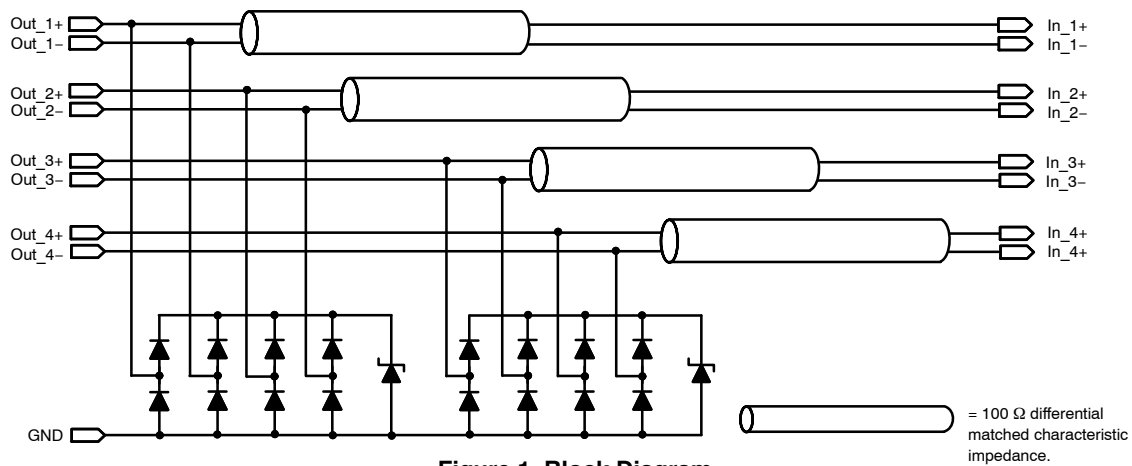 Out_1+
Out_1−
In_1+
In_1−
Out_2+
Out_2−
In_2+
In_2−
Out_3+
Out_3−
In_3+
In_3−
Out_4+
Out_4−
In_4+
In_4+
GND
= 100 Ω differential
matched characteristic
impedance.
Figure 1. Block Diagram